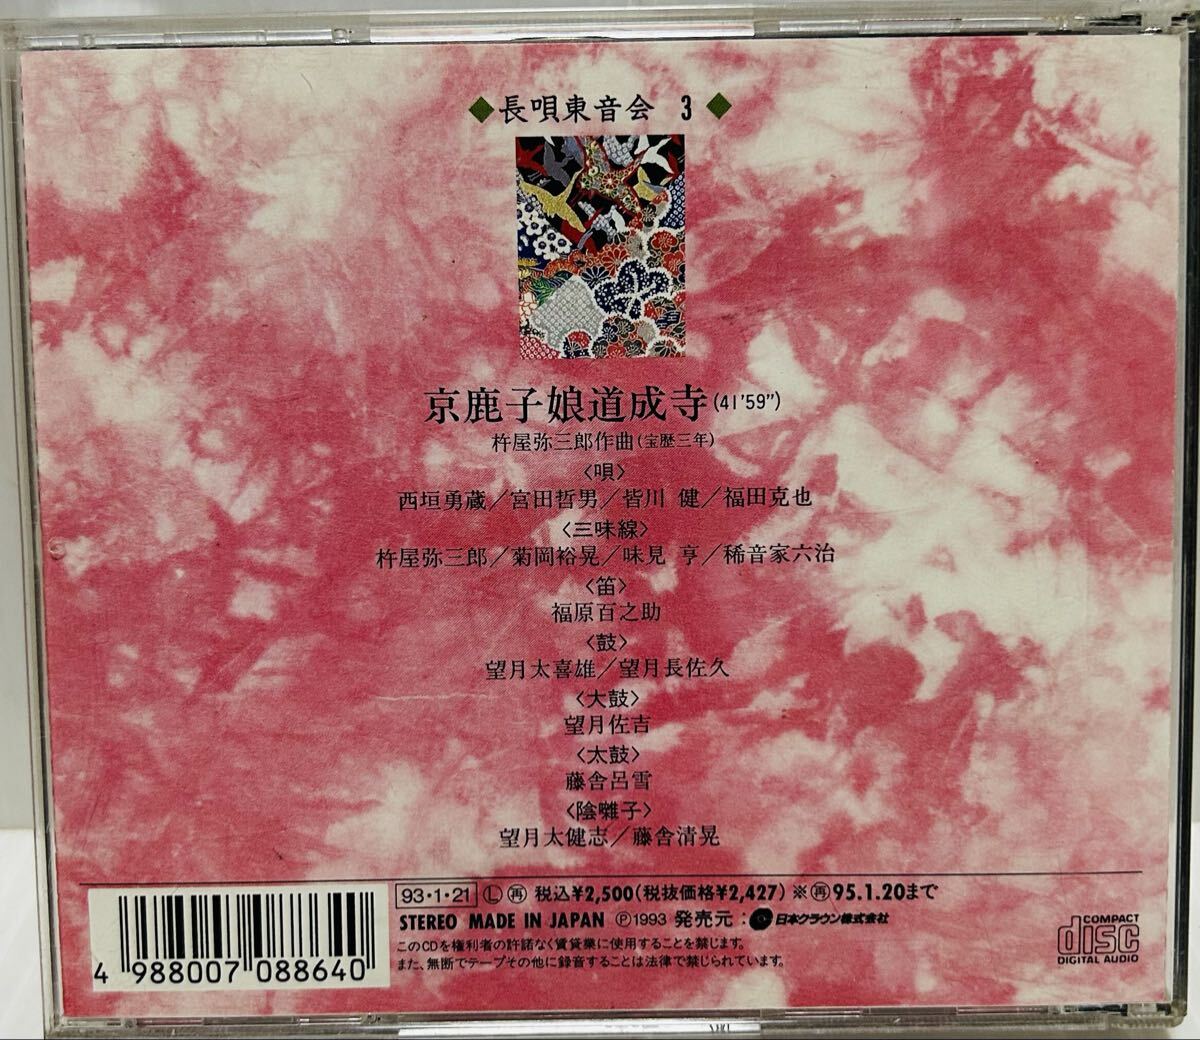 ◆長唄東音会 3◆
京鹿子娘道成寺(41'59")
杵屋弥三郎作曲(宝歴三年)
〈唄〉
西垣勇蔵／宮田哲男／皆川 健／福田克也
〈三味線〉
杵屋弥三郎／菊岡裕晃／味見 亨／稀音家六治
〈笛〉
福原百之助
〈鼓〉
望月太喜雄／望月長佐久
〈大鼓〉
望月佐吉
〈太鼓〉
藤舎呂雪
〈陰囃子〉
望月太健志／藤舎清晃
93・1・21 Ⓛ 再 税込¥2,500(税抜価格¥2,427) ※再95.1.20まで
STEREO MADE IN JAPAN Ⓟ1993 発売元：日本クラウン株式会社
このCDを権利者の許諾なく賃貸業に使用することを禁じます。
また、無断でテープその他に録音することは法律で禁じられています。
4 988007 088640
COMPACT
disc
DIGITAL AUDIO